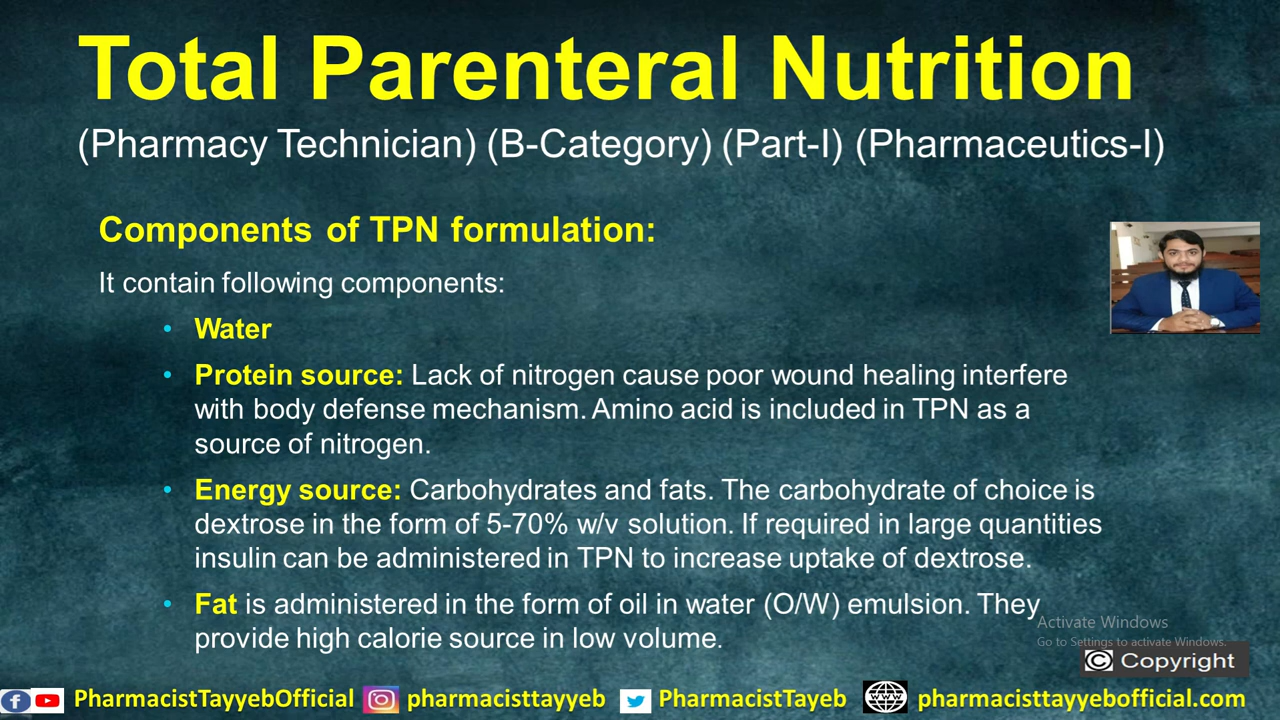 Total Parenteral Nutrition
(Pharmacy Technician) (B-Category) (Part-I) (Pharmaceutics-I)
Components of TPN formulation:
It contain following components:
• Water
• Protein source: Lack of nitrogen cause poor wound healing interfere
with body defense mechanism. Amino acid is included in TPN as a
source of nitrogen.
• Energy source: Carbohydrates and fats. The carbohydrate of choice is
dextrose in the form of 5-70% w/v solution. If required in large quantities
insulin can be administered in TPN to increase uptake of dextrose.
• Fat is administered in the form of oil in water (O/W) emulsion. They
provide high calorie source in low volume.
Activate Windows
Go to Settings to activate Windows.
© Copyright
PharmacistTayyebOfficial pharmacisttayyeb PharmacistTayeb WWW pharmacisttayyebofficial.com